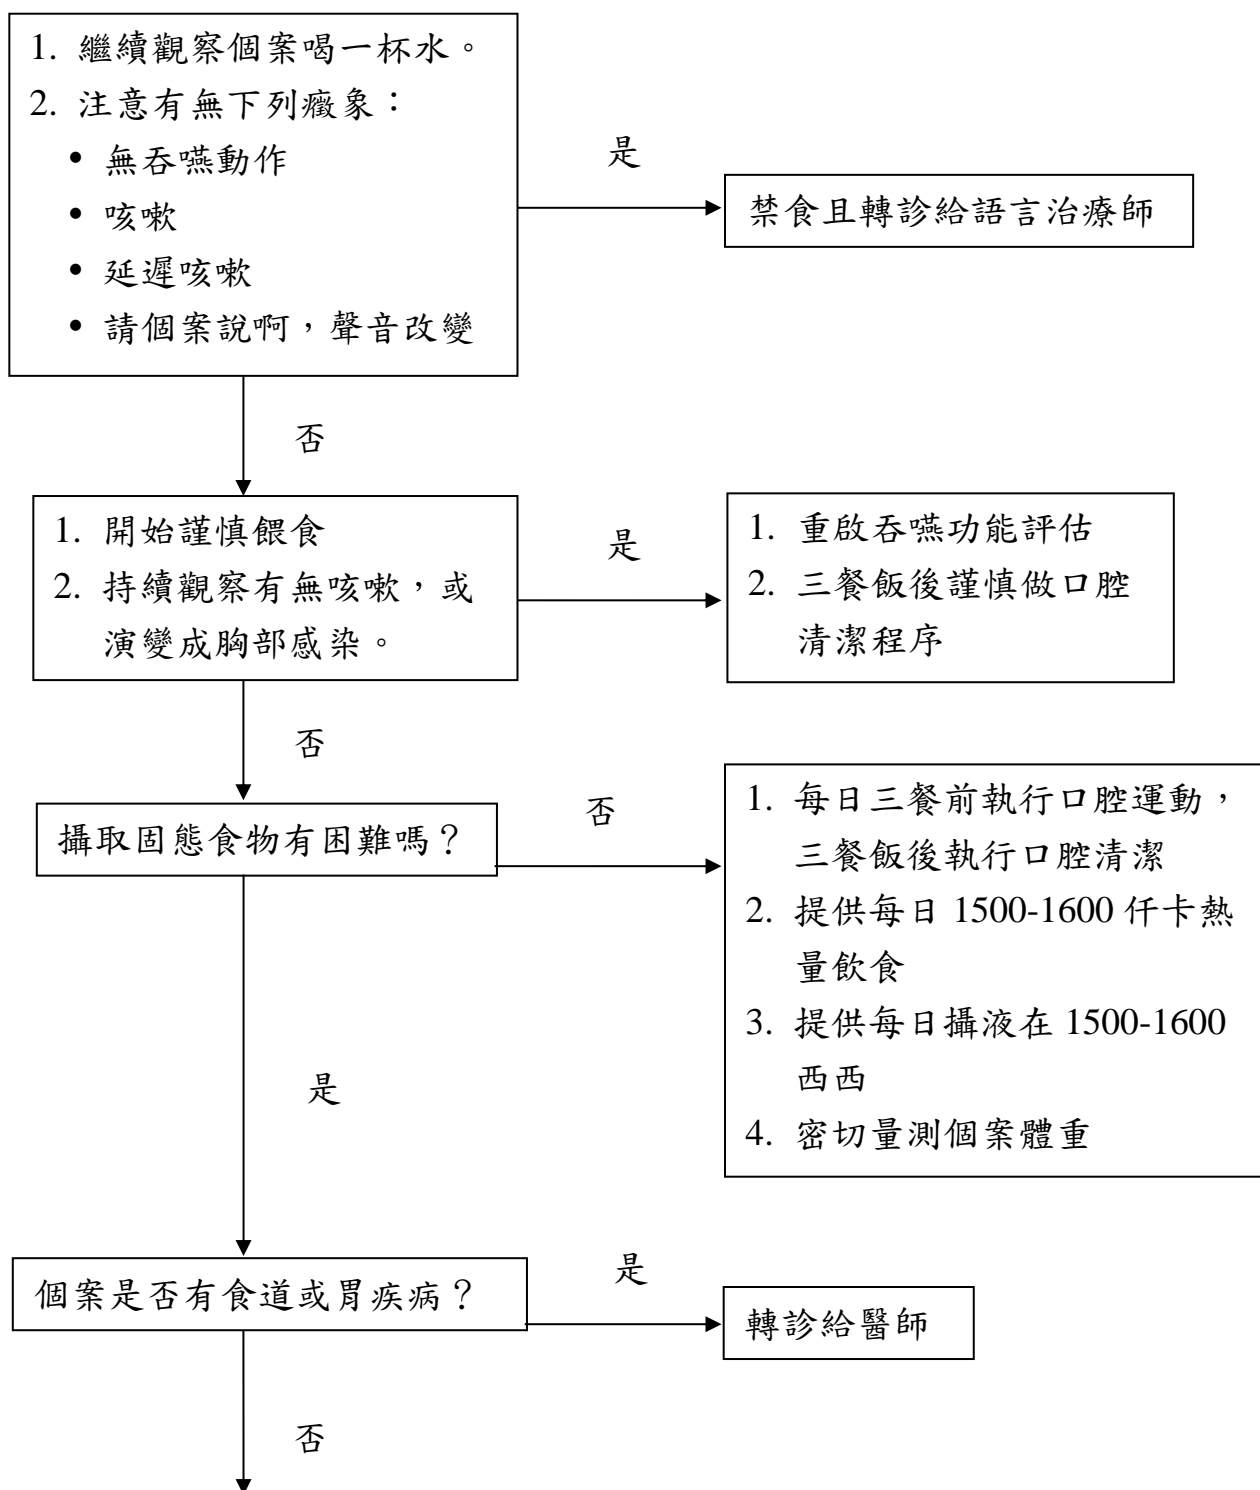 1. 繼續觀察個案喝一杯水。
2. 注意有無下列癥象：
• 無吞嚥動作
• 咳嗽
• 延遲咳嗽
• 請個案說啊，聲音改變
是
禁食且轉診給語言治療師
否
1. 開始謹慎餵食
2. 持續觀察有無咳嗽，或
演變成胸部感染。
是
1. 重啟吞嚥功能評估
2. 三餐飯後謹慎做口腔
清潔程序
否
攝取固態食物有困難嗎？
否
1. 每日三餐前執行口腔運動，
三餐飯後執行口腔清潔
2. 提供每日 1500-1600 仟卡熱
量飲食
3. 提供每日攝液在 1500-1600
西西
4. 密切量測個案體重
是
個案是否有食道或胃疾病？
是
轉診給醫師
否